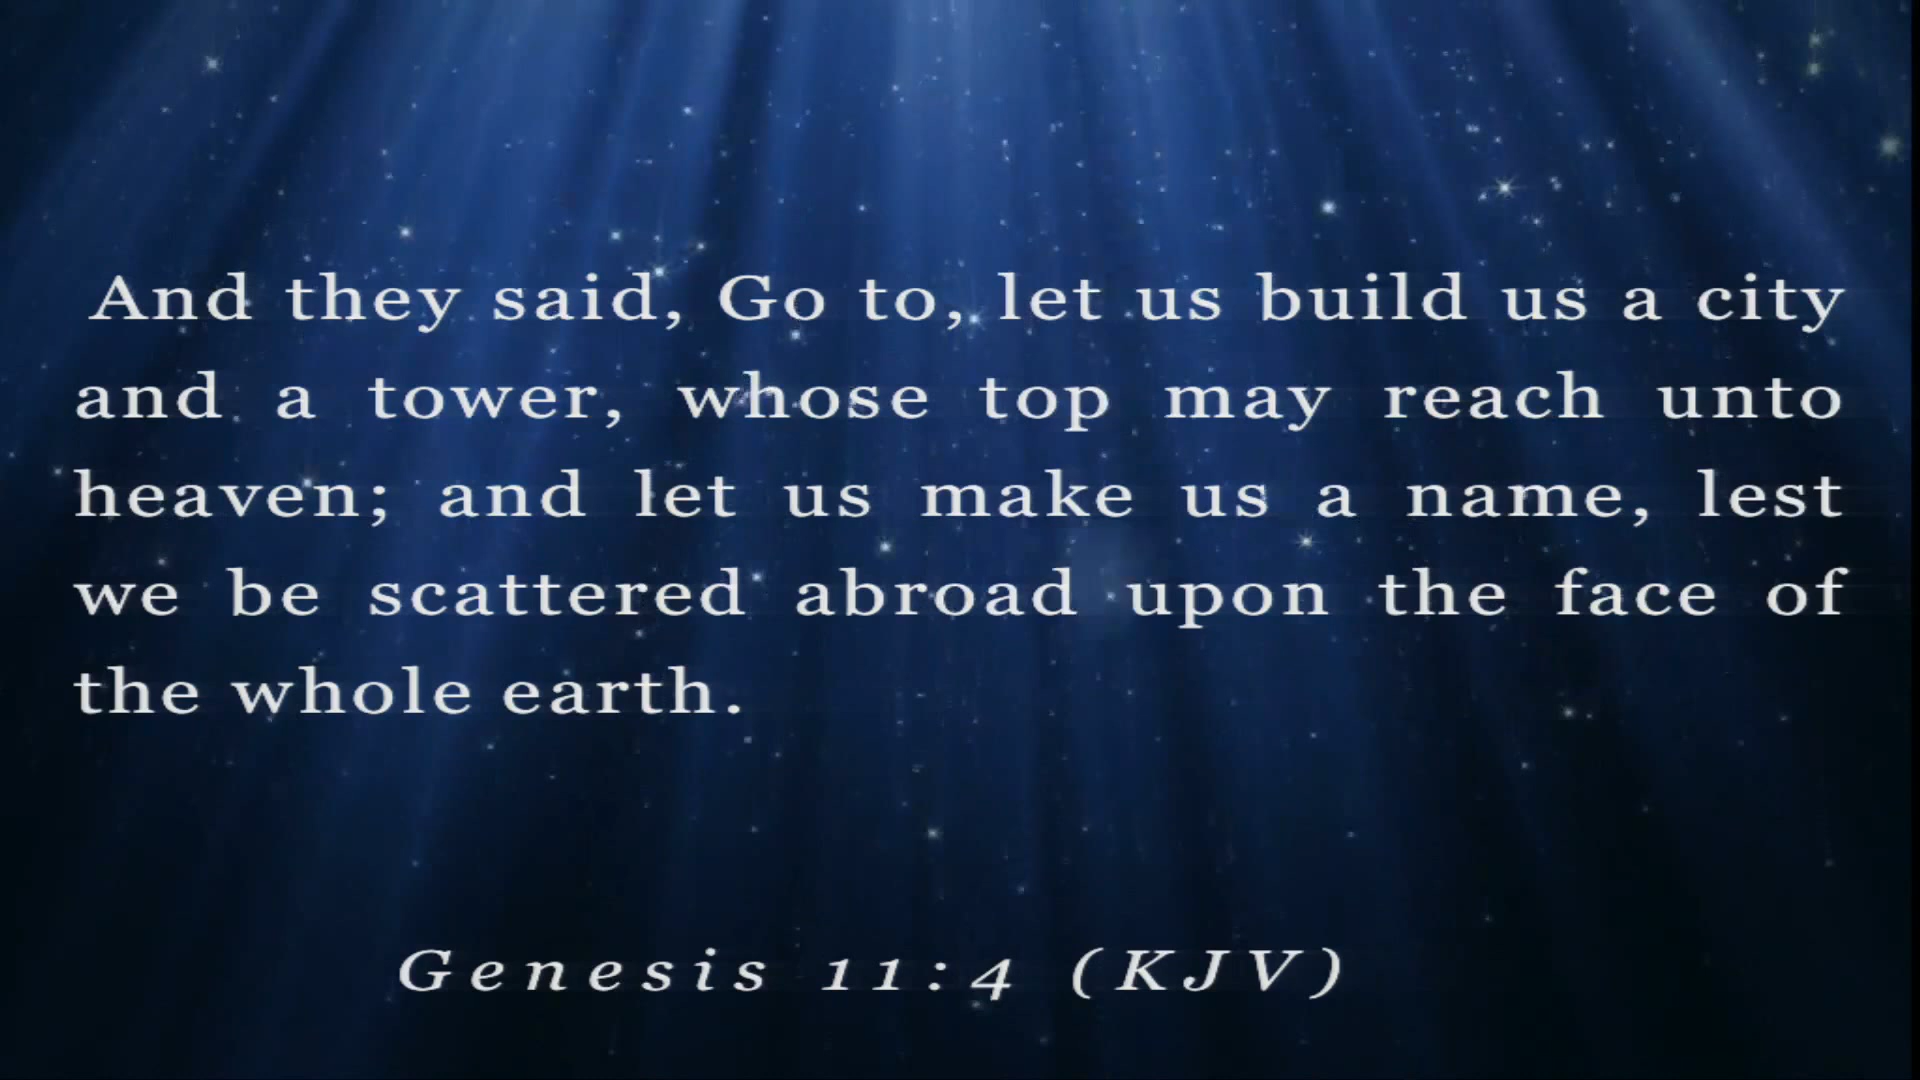 And they said, Go to, let us build us a city
and a tower, whose top may reach unto
heaven; and let us make us a name, lest
we be scattered abroad upon the face of
the whole earth.
Genesis 11:4 (KJV)